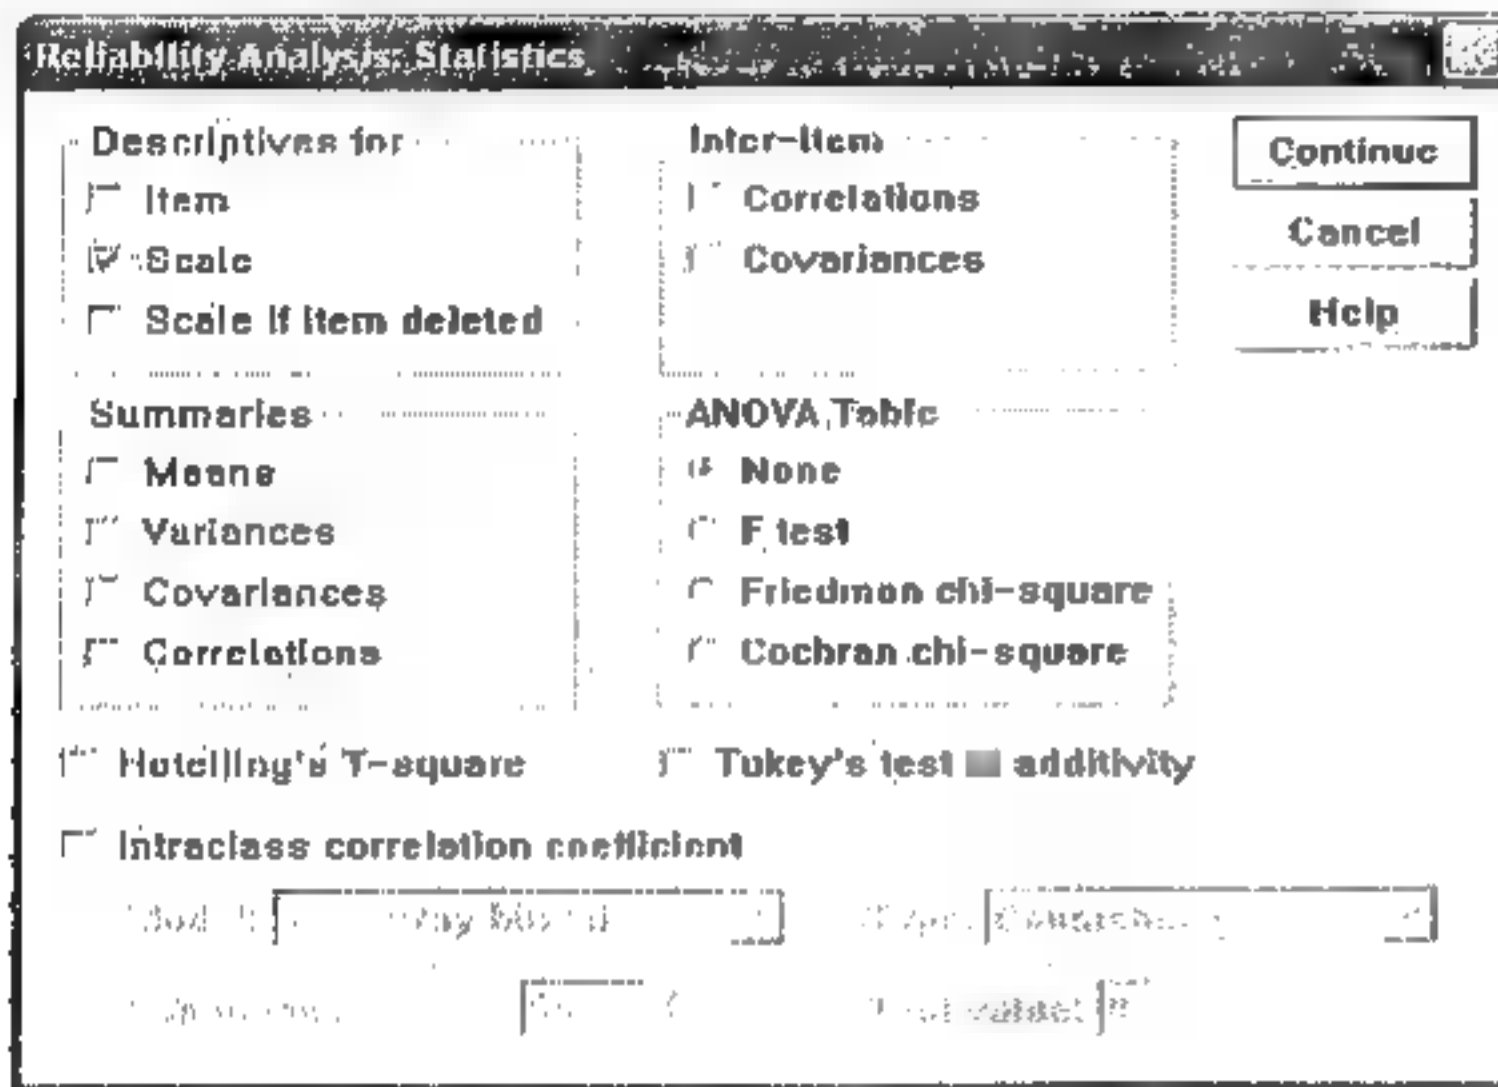 Reliability Analysis: Statistics
Descriptives for
Item
Scale
Scale if item deleted
Inter-Item
Correlations
Covariances
Continue
Cancel
Help
Summaries
Means
Variances
Covariances
Correlations
ANOVA Table
None
F test
Friedman chi-square
Cochran chi-square
Hotelling's T-square
Tukey's test additivity
Intraclass correlation coefficient
value: